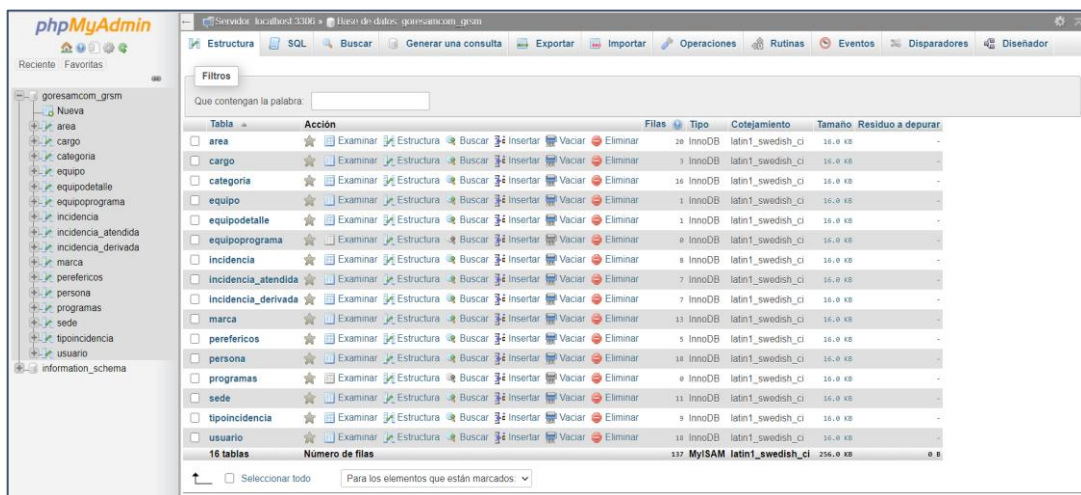 phpMyAdmin
Reciente Favoritas
goresamcom_grsm
Nueva
area
cargo
categoria
equipo
equipodetalle
equipoprograma
incidencia
incidencia_atendida
incidencia_derivada
marca
perefericos
persona
programas
sede
tipoincidencia
usuario
information_schema
Servidor: localhost:3306 » Base de datos: goresamcom_grsm
Estructura SQL Buscar Generar una consulta Exportar Importar Operaciones Rutinas Eventos Disparadores Diseñador
Filtros
Que contengan la palabra:
Tabla Acción Filas Tipo Cotejamiento Tamaño Residuo a depurar
area Examinar Estructura Buscar Insertar Vaciar Eliminar 20 InnoDB latin1_swedish_ci 16.0 KB -
cargo Examinar Estructura Buscar Insertar Vaciar Eliminar 3 InnoDB latin1_swedish_ci 16.0 KB -
categoria Examinar Estructura Buscar Insertar Vaciar Eliminar 16 InnoDB latin1_swedish_ci 16.0 KB -
equipo Examinar Estructura Buscar Insertar Vaciar Eliminar 1 InnoDB latin1_swedish_ci 16.0 KB -
equipodetalle Examinar Estructura Buscar Insertar Vaciar Eliminar 1 InnoDB latin1_swedish_ci 16.0 KB -
equipoprograma Examinar Estructura Buscar Insertar Vaciar Eliminar 0 InnoDB latin1_swedish_ci 16.0 KB -
incidencia Examinar Estructura Buscar Insertar Vaciar Eliminar 8 InnoDB latin1_swedish_ci 16.0 KB -
incidencia_atendida Examinar Estructura Buscar Insertar Vaciar Eliminar 7 InnoDB latin1_swedish_ci 16.0 KB -
incidencia_derivada Examinar Estructura Buscar Insertar Vaciar Eliminar 7 InnoDB latin1_swedish_ci 16.0 KB -
marca Examinar Estructura Buscar Insertar Vaciar Eliminar 13 InnoDB latin1_swedish_ci 16.0 KB -
perefericos Examinar Estructura Buscar Insertar Vaciar Eliminar 5 InnoDB latin1_swedish_ci 16.0 KB -
persona Examinar Estructura Buscar Insertar Vaciar Eliminar 18 InnoDB latin1_swedish_ci 16.0 KB -
programas Examinar Estructura Buscar Insertar Vaciar Eliminar 0 InnoDB latin1_swedish_ci 16.0 KB -
sede Examinar Estructura Buscar Insertar Vaciar Eliminar 11 InnoDB latin1_swedish_ci 16.0 KB -
tipoincidencia Examinar Estructura Buscar Insertar Vaciar Eliminar 9 InnoDB latin1_swedish_ci 16.0 KB -
usuario Examinar Estructura Buscar Insertar Vaciar Eliminar 18 InnoDB latin1_swedish_ci 16.0 KB -
16 tablas Número de filas 137 MyISAM latin1_swedish_ci 256.0 KB 0 B
Seleccionar todo Para los elementos que están marcados: